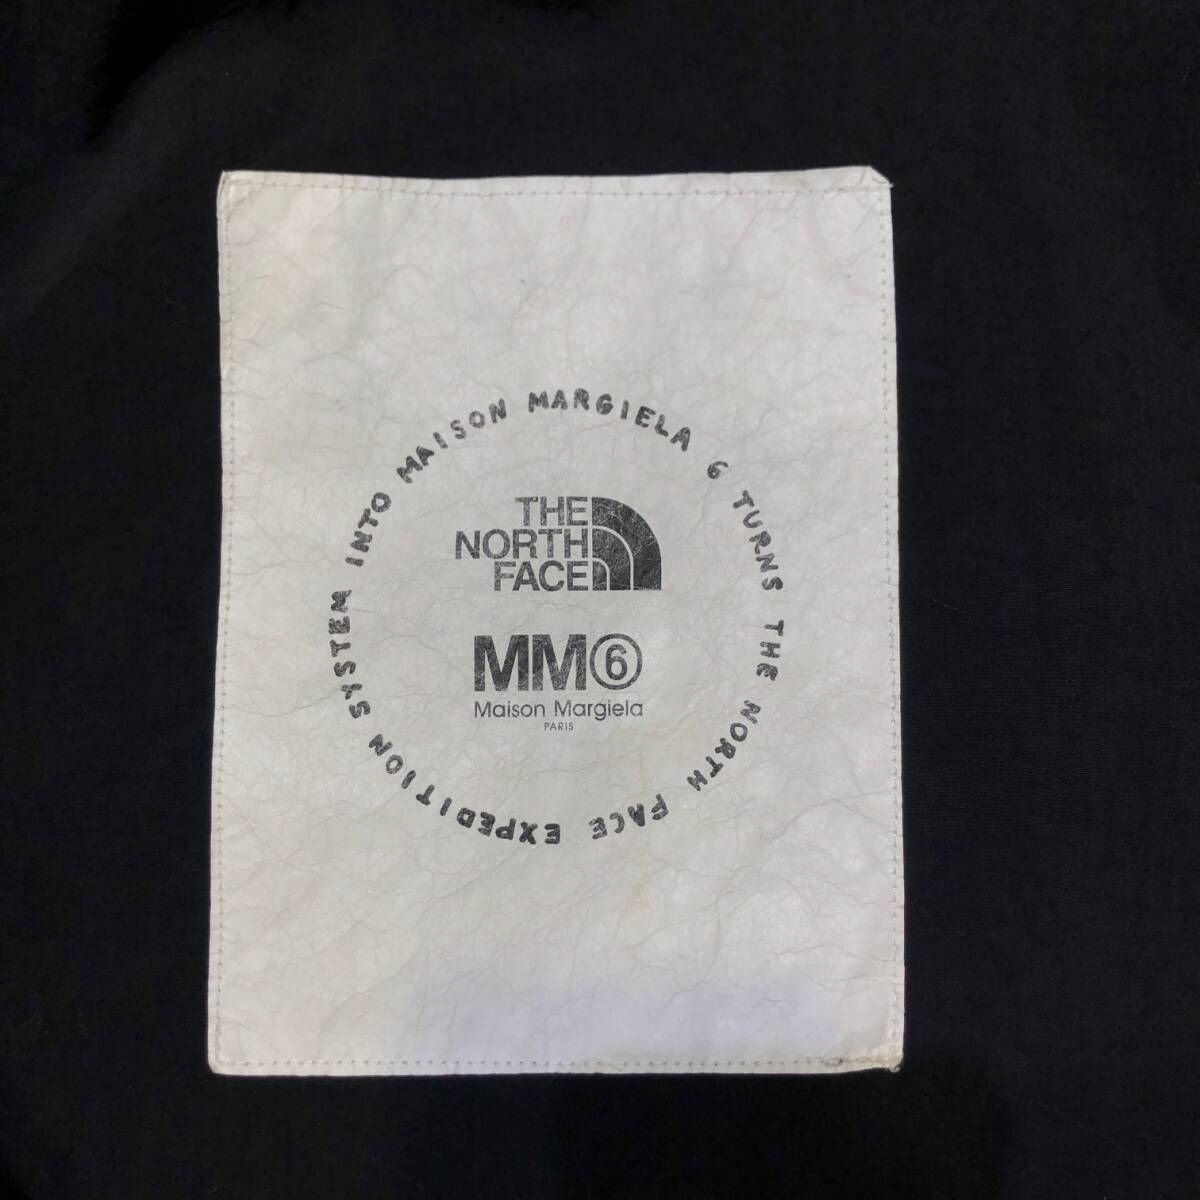 MAISON MARGIELA 6 TURNS THE NORTH FACE EXPEDITION SYSTEM INTO
THE
NORTH
FACE
MM⑥
Maison Margiela
PARIS